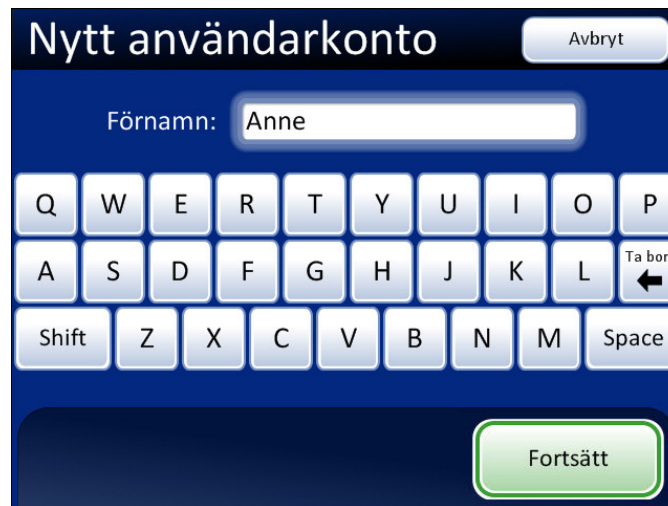 Nytt användarkonto
Avbryt
Förnamn: Anne
Q W E R T Y U I O P
Ta bor
A S D F G H J K L
Shift Z X C V B N M Space
Fortsätt